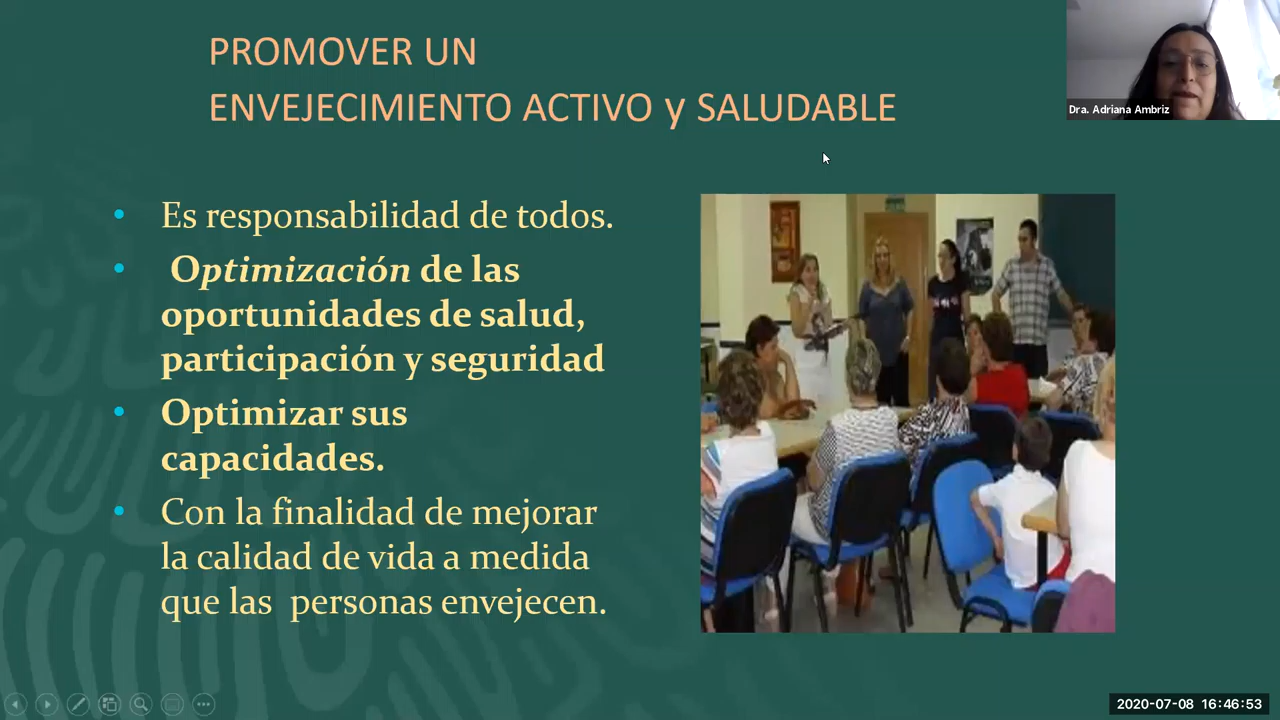 PROMOVER UN
ENVEJECIMIENTO ACTIVO y SALUDABLE
Dra. Adriana Ambriz
• Es responsabilidad de todos.
• Optimización de las
oportunidades de salud,
participación y seguridad
• Optimizar sus
capacidades.
• Con la finalidad de mejorar
la calidad de vida a medida
que las personas envejecen.
2020-07-08 16:46:53